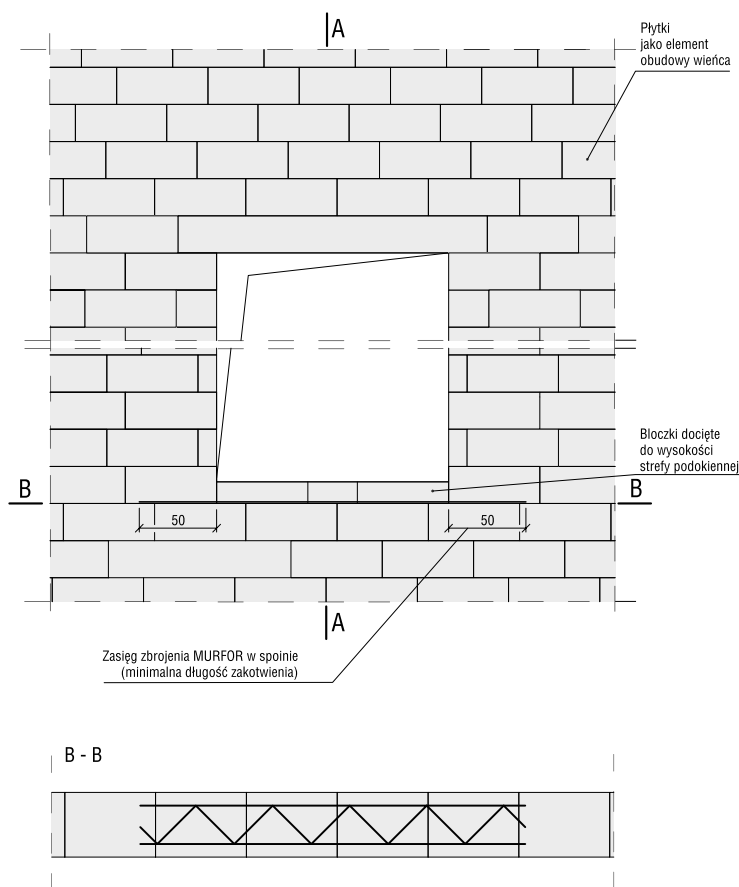 A
Płytki
jako element
obudowy wieńca
Bloczki docięte
do wysokości
strefy podokiennej
B
B
50
50
A
Zasięg zbrojenia MURFOR w spoinie
(minimalna długość zakotwienia)
B - B